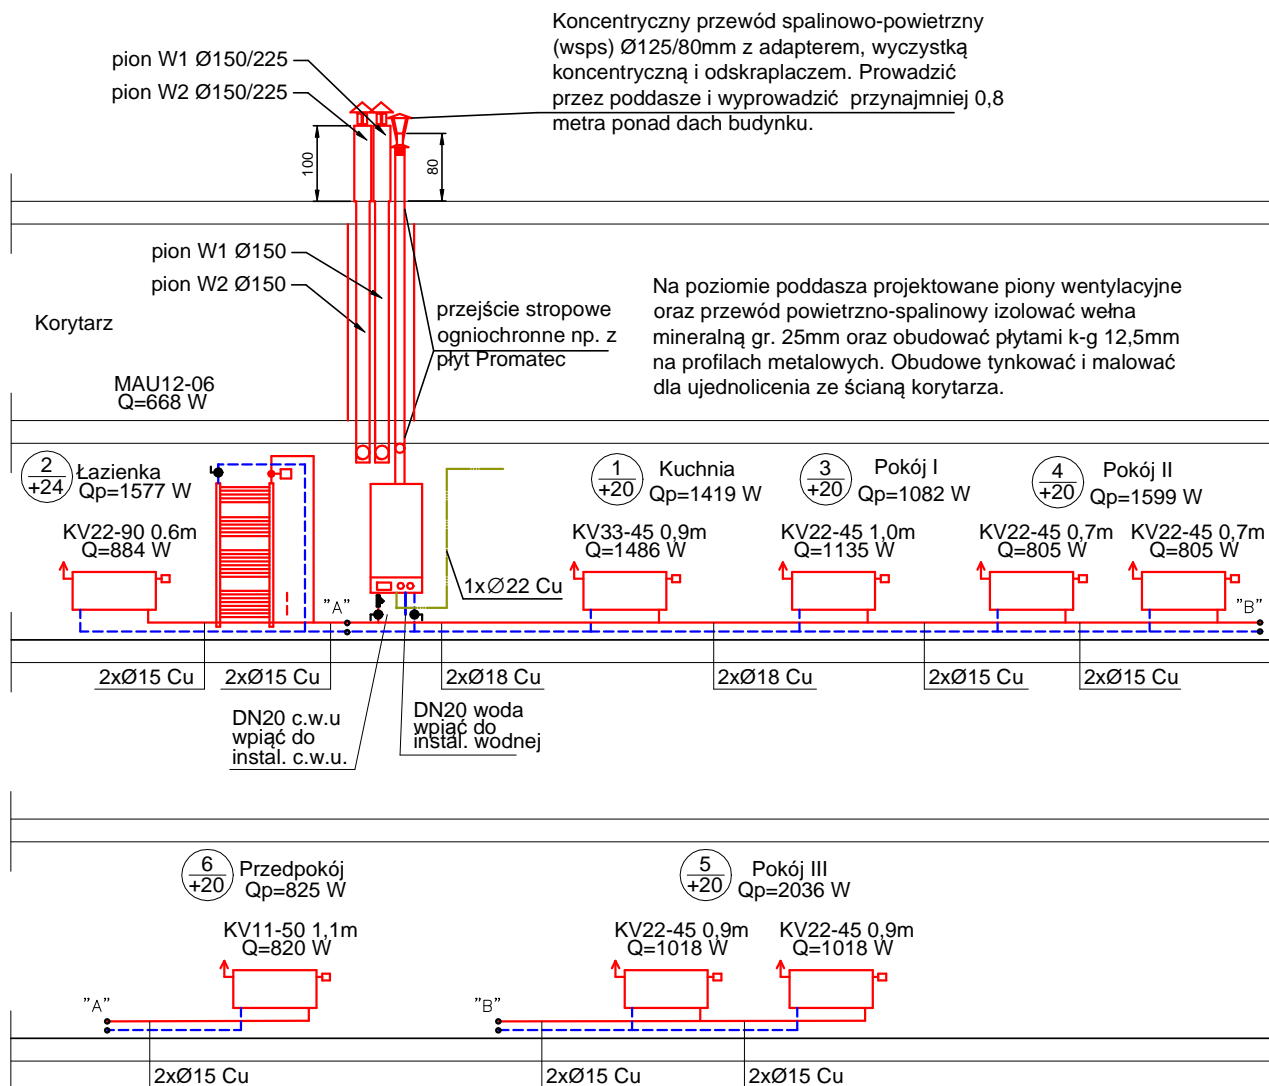 Koncentryczny przewód spalinowo-powietrzny
(wsps) Ø125/80mm z adapterem, wyczystką
koncentryczną i odskraplaczem. Prowadzić
przez poddasze i wyprowadzić przynajmniej 0,8
metra ponad dach budynku.
pion W1 Ø150/225
pion W2 Ø150/225
100
80
pion W1 Ø150
pion W2 Ø150
Korytarz
przejście stropowe
ogniochronne np. z
płyt Promatec
Na poziomie poddasza projektowane piony wentylacyjne
oraz przewód powietrzno-spalinowy izolować wełna
mineralną gr. 25mm oraz obudować płytami k-g 12,5mm
na profilach metalowych. Obudowe tynkować i malować
dla ujednolicenia ze ścianą korytarza.
MAU12-06
Q=668 W
2
+24
Łazienka
Qp=1577 W
1
+20
Kuchnia
Qp=1419 W
3
+20
Pokój I
Qp=1082 W
4
+20
Pokój II
Qp=1599 W
KV22-90 0.6m
Q=884 W
KV33-45 0,9m
Q=1486 W
KV22-45 1,0m
Q=1135 W
KV22-45 0,7m
Q=805 W
KV22-45 0,7m
Q=805 W
1xØ22 Cu
"A"
"B"
2xØ15 Cu
2xØ15 Cu
2xØ18 Cu
2xØ18 Cu
2xØ15 Cu
2xØ15 Cu
DN20 c.w.u
wpiąć do
instal. c.w.u.
DN20 woda
wpiąć do
instal. wodnej
6
+20
Przedpokój
Qp=825 W
5
+20
Pokój III
Qp=2036 W
KV11-50 1,1m
Q=820 W
KV22-45 0,9m
Q=1018 W
KV22-45 0,9m
Q=1018 W
"A"
"B"
2xØ15 Cu
2xØ15 Cu
2xØ15 Cu